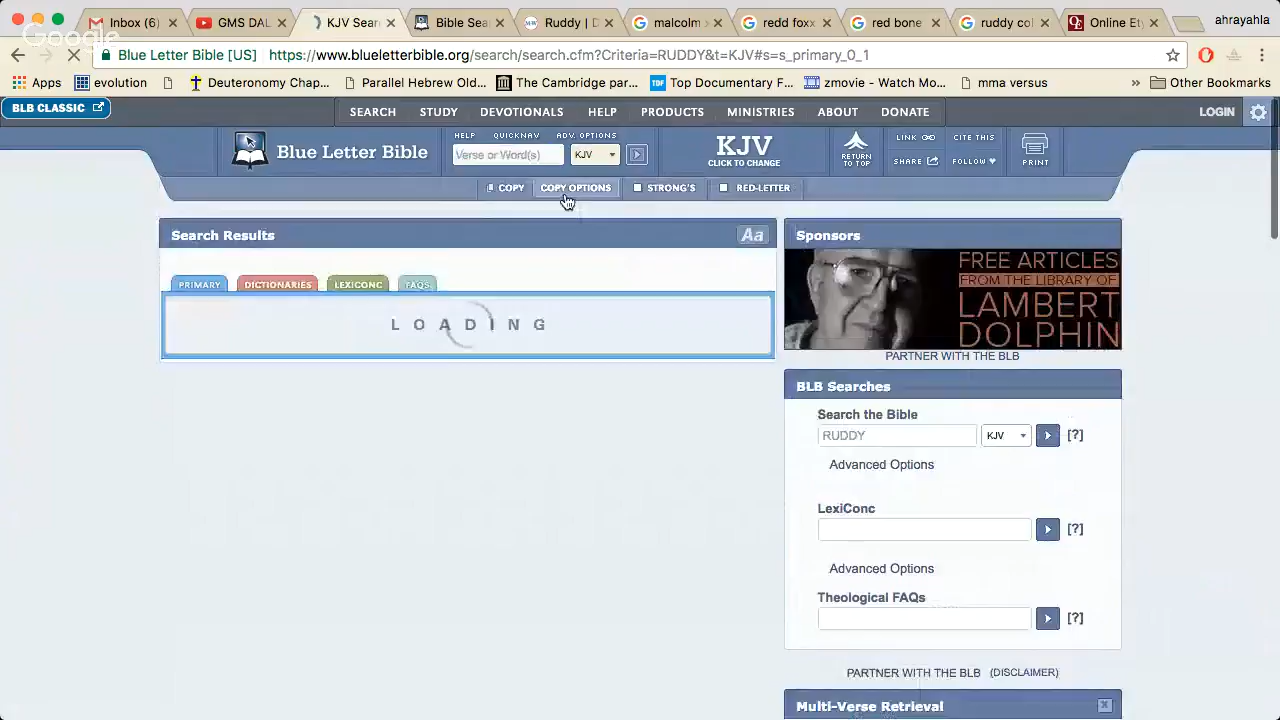 Inbox (6)
GMS DAL
KJV Sear
Bible Sea
Ruddy | D
malcolm x
redd foxx
red bone
ruddy col
Online Ety
ahrayahla
Google
Blue Letter Bible [US]
https://www.blueletterbible.org/search/search.cfm?Criteria=RUDDY&t=KJV#s=s_primary_0_1
Apps
evolution
Deuteronomy Chap...
Parallel Hebrew Old...
The Cambridge par...
TDF
Top Documentary F...
zmovie - Watch Mo...
mma versus
»
Other Bookmarks
BLB CLASSIC
SEARCH
STUDY
DEVOTIONALS
HELP
PRODUCTS
MINISTRIES
ABOUT
DONATE
LOGIN
Blue Letter Bible
HELP
QUICKNAV
ADV. OPTIONS
Verse or Word(s)
KJV
KJV
CLICK TO CHANGE
RETURN
TO TOP
LINK
CITE THIS
SHARE
FOLLOW
PRINT
COPY
COPY OPTIONS
STRONG'S
RED-LETTER
Search Results
Aa
PRIMARY
DICTIONARIES
LEXICONC
FAQS
LOADING
Sponsors
FREE ARTICLES
FROM THE LIBRARY OF
LAMBERT
DOLPHIN
PARTNER WITH THE BLB
BLB Searches
Search the Bible
RUDDY
KJV
[?]
Advanced Options
LexiConc
[?]
Advanced Options
Theological FAQs
[?]
PARTNER WITH THE BLB (DISCLAIMER)
Multi-Verse Retrieval